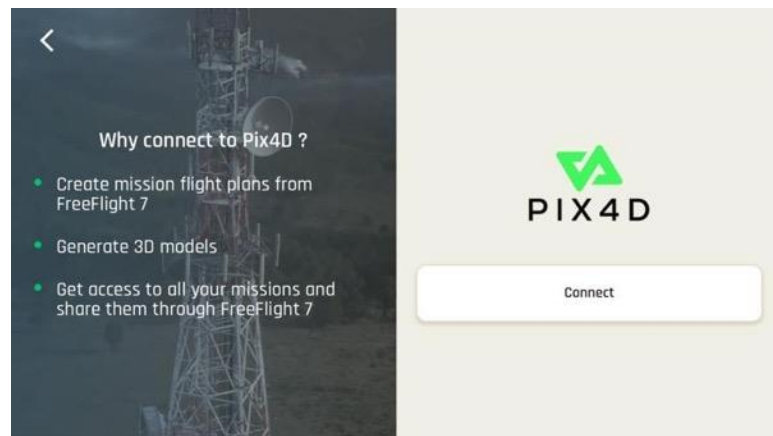 Why connect to Pix4D ?
Create mission flight plans from
FreeFlight 7
Generate 3D models
Get access to all your missions and
share them through FreeFlight 7
PIX4D
Connect